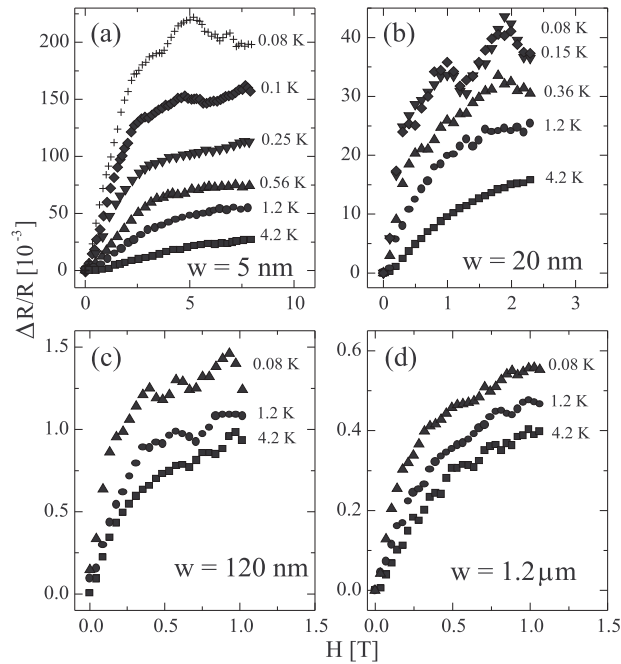 ΔR/R [10⁻³]
(a)
200
150
100
50
0
0 5 10
0.08 K
0.1 K
0.25 K
0.56 K
1.2 K
4.2 K
w = 5 nm
(b)
40
30
20
10
0
0 1 2 3
0.08 K
0.15 K
0.36 K
1.2 K
4.2 K
w = 20 nm
(c)
1.5
1.0
0.5
0.0
0.0 0.5 1.0 1.5
0.08 K
1.2 K
4.2 K
w = 120 nm
(d)
0.6
0.4
0.2
0.0
0.0 0.5 1.0 1.5
0.08 K
1.2 K
4.2 K
w = 1.2μm
H [T]